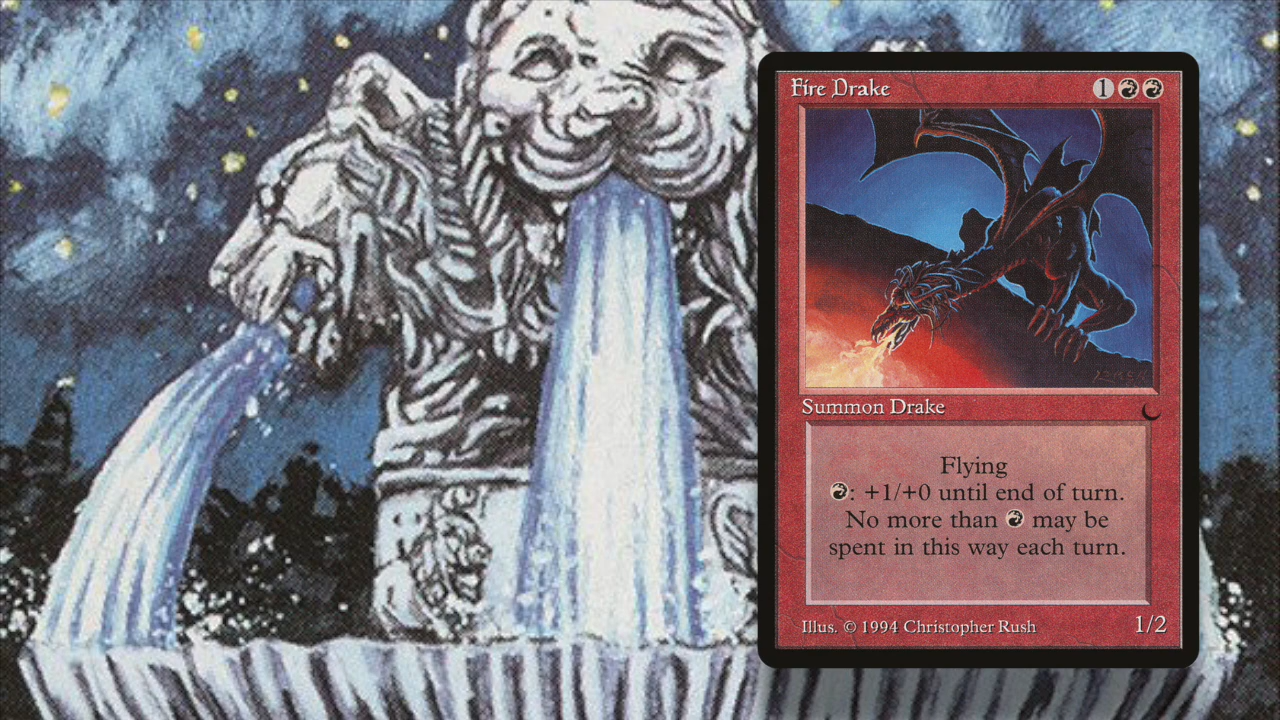 Fire Drake 1
Summon Drake
Flying
: +1/+0 until end of turn.
No more than may be
spent in this way each turn.
Illus. © 1994 Christopher Rush 1/2